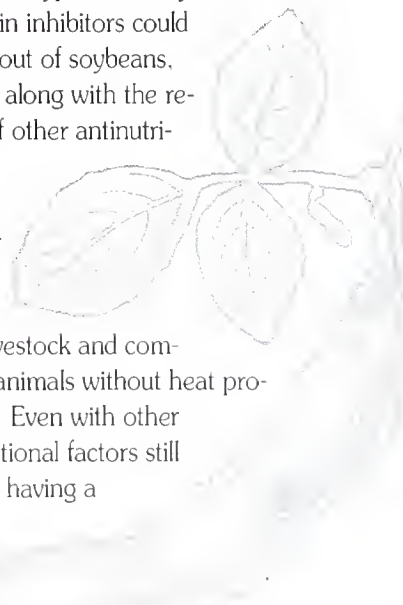 in inhibitors could
out of soybeans,
along with the re-
f other antinutri-
vestock and com-
animals without heat pro-
Even with other
tional factors still
having a